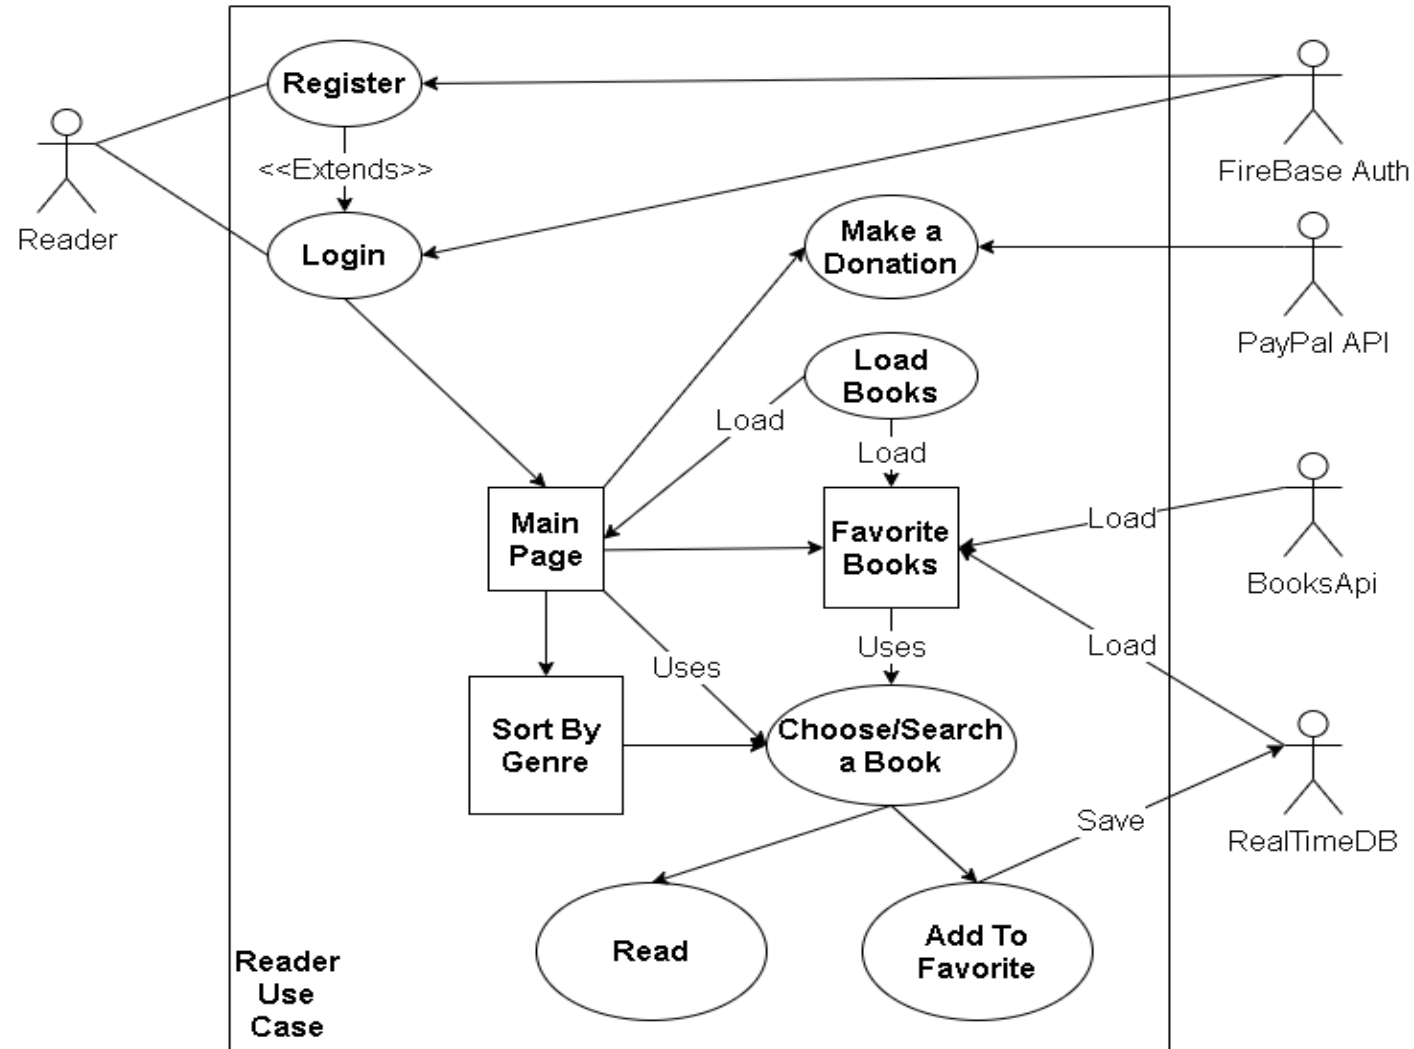 Register
<<Extends>>
Reader
Login
FireBase Auth
Make a
Donation
PayPal API
Load
Books
Load
Load
Main
Page
Favorite
Books
Load
BooksApi
Uses
Uses
Load
Sort By
Genre
Choose/Search
a Book
Save
RealTimeDB
Read
Add To
Favorite
Reader
Use
Case